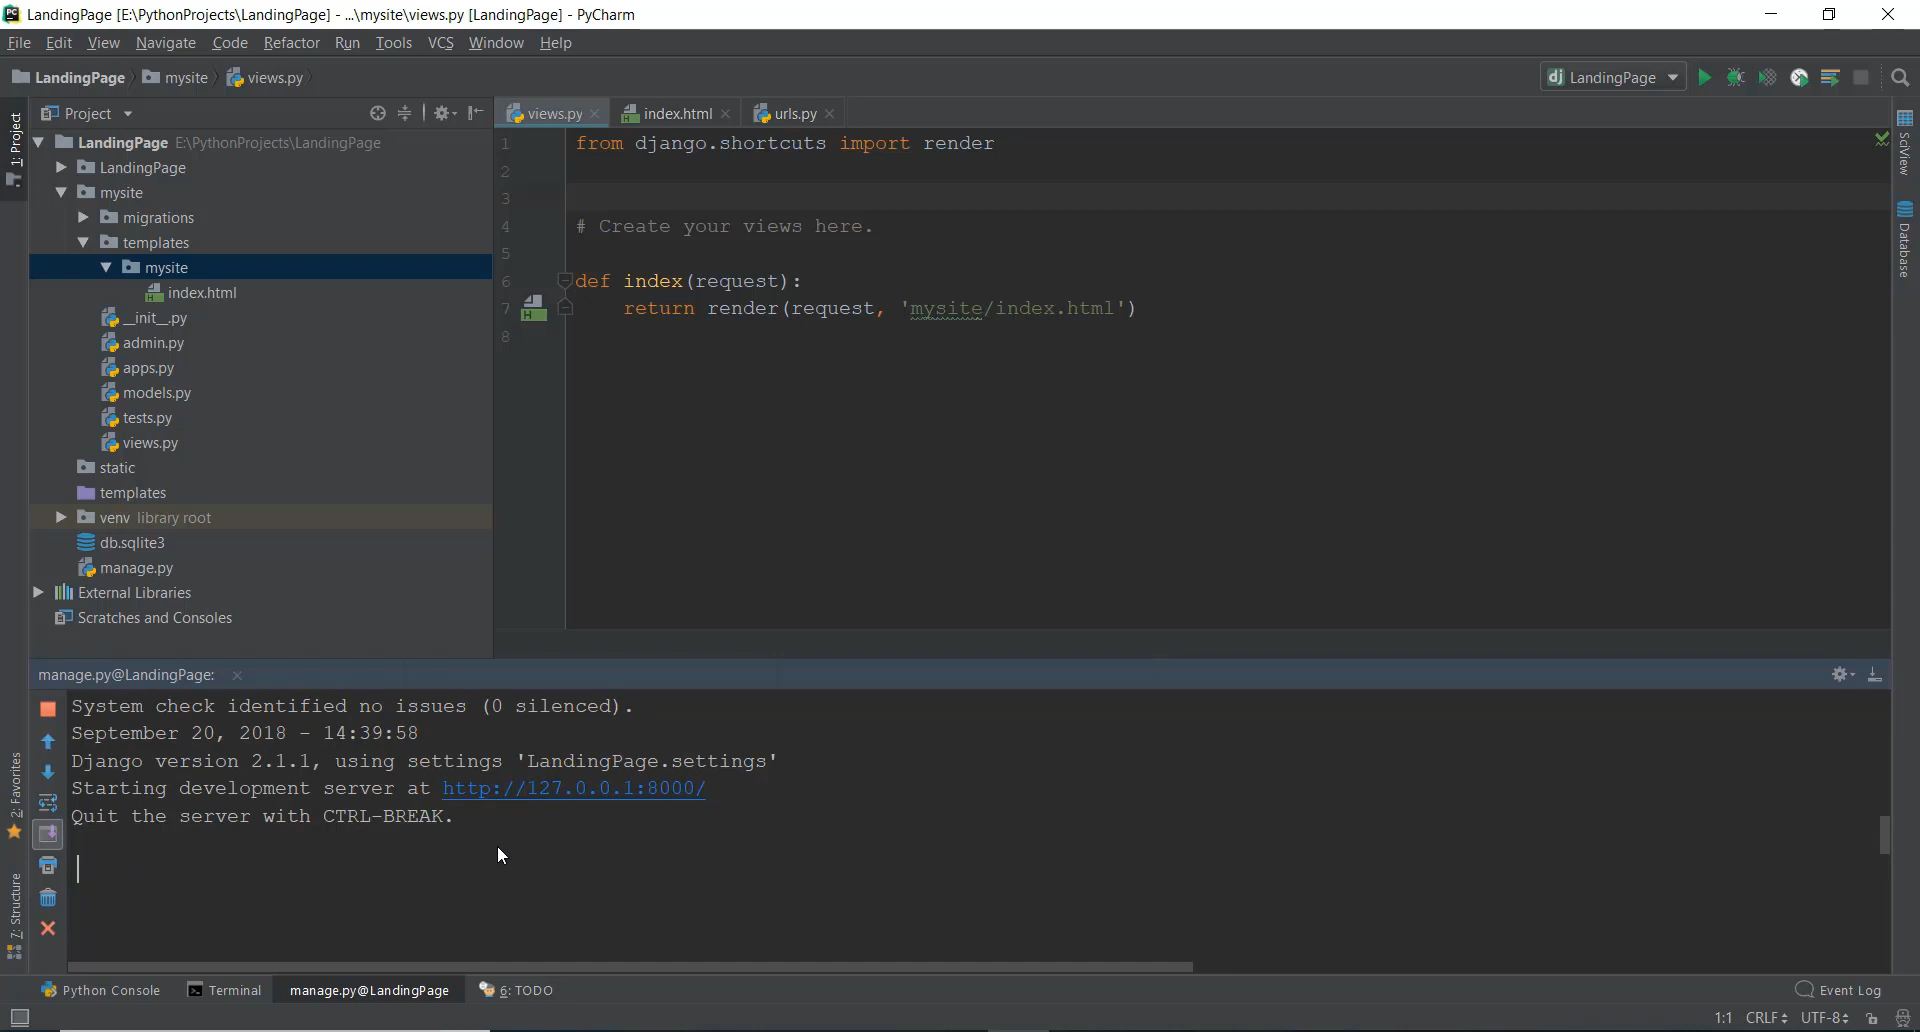 LandingPage [E:\PythonProjects\LandingPage] - ...\mysite\views.py [LandingPage] - PyCharm
File Edit View Navigate Code Refactor Run Tools VCS Window Help
LandingPage mysite views.py
dj LandingPage
1: Project
Project
views.py index.html urls.py
LandingPage E:\PythonProjects\LandingPage
LandingPage
mysite
migrations
templates
mysite
index.html
__init__.py
admin.py
apps.py
models.py
tests.py
views.py
static
templates
venv library root
db.sqlite3
manage.py
External Libraries
Scratches and Consoles
1 from django.shortcuts import render
2
3
4 # Create your views here.
5
6 def index(request):
7 return render(request, 'mysite/index.html')
8
SciView
Database
manage.py@LandingPage:
System check identified no issues (0 silenced).
September 20, 2018 - 14:39:58
Django version 2.1.1, using settings 'LandingPage.settings'
Starting development server at http://127.0.0.1:8000/
Quit the server with CTRL-BREAK.
2: Favorites
7: Structure
Python Console Terminal manage.py@LandingPage 6: TODO Event Log
1:1 CRLF UTF-8